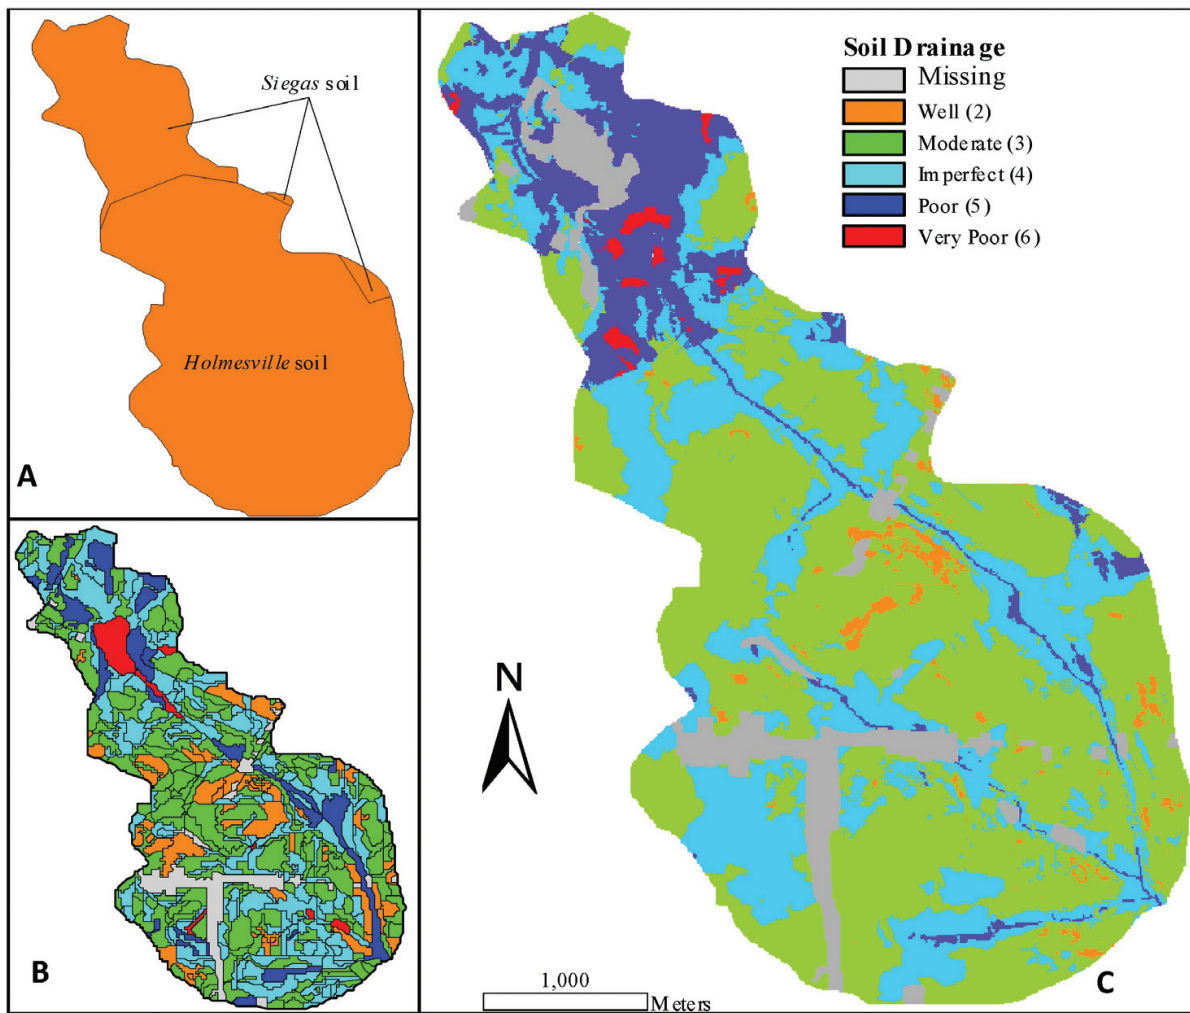 A
Siegas soil
Holmesville soil
B
C
Soil Drainage
Missing
Well (2)
Moderate (3)
Imperfect (4)
Poor (5)
Very Poor (6)
N
1,000
Meters